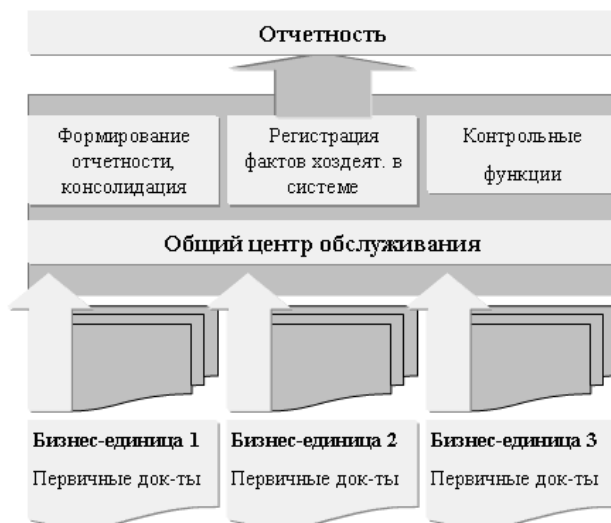 Отчетность
Формирование
отчетности,
консолидация
Регистрация
фактов хоздеят. в
системе
Контрольные
функции
Общий центр обслуживания
Бизнес-единица 1
Первичные док-ты
Бизнес-единица 2
Первичные док-ты
Бизнес-единица 3
Первичные док-ты